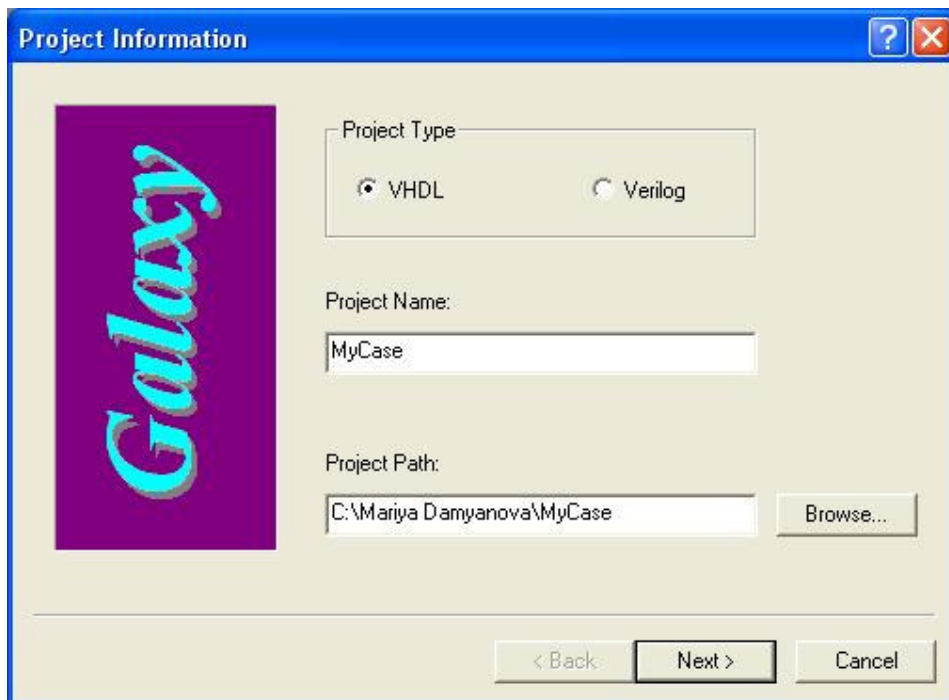 Project Information
Galaxy
Project Type
VHDL
Verilog
Project Name:
MyCase
Project Path:
C:\Mariya Damyanova\MyCase
Browse...
< Back
Next >
Cancel